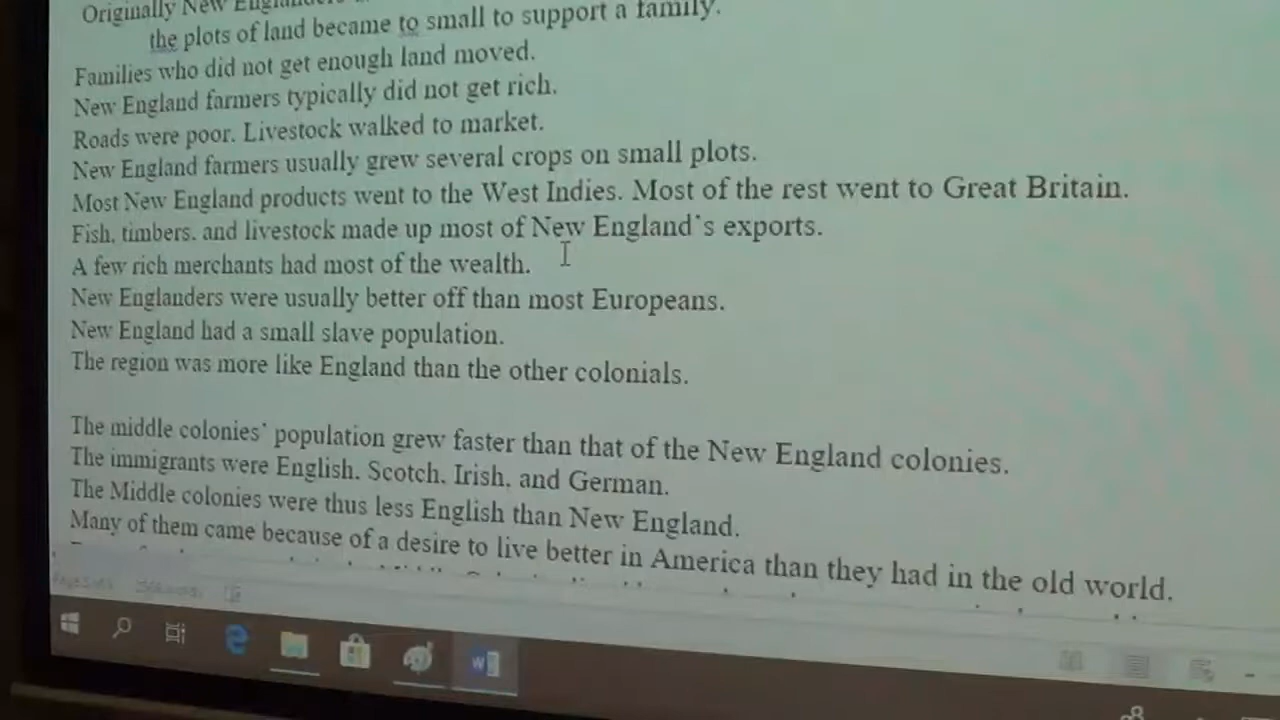 Originally New Englanders
the plots of land became to small to support a family.
Families who did not get enough land moved.
New England farmers typically did not get rich.
Roads were poor. Livestock walked to market.
New England farmers usually grew several crops on small plots.
Most New England products went to the West Indies. Most of the rest went to Great Britain.
Fish, timbers, and livestock made up most of New England's exports.
A few rich merchants had most of the wealth.
New Englanders were usually better off than most Europeans.
New England had a small slave population.
The region was more like England than the other colonials.
The middle colonies' population grew faster than that of the New England colonies.
The immigrants were English, Scotch, Irish, and German.
The Middle colonies were thus less English than New England.
Many of them came because of a desire to live better in America than they had in the old world.